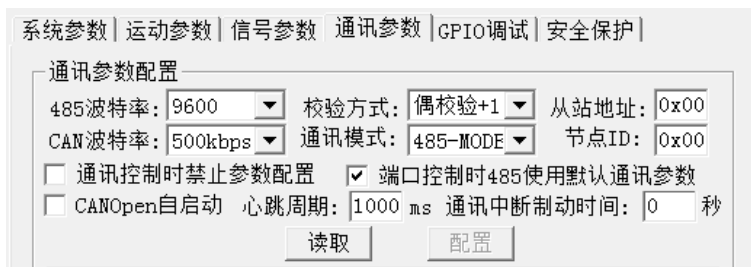 系统参数 运动参数 信号参数 通讯参数 GPIO调试 安全保护
通讯参数配置
485波特率: 9600 校验方式: 偶校验+1 从站地址: 0x00
CAN波特率: 500kbps 通讯模式: 485-MODE 节点ID: 0x00
通讯控制时禁止参数配置 端口控制时485使用默认通讯参数
CANOpen自启动 心跳周期: 1000 ms 通讯中断制动时间: 0 秒
读取 配置